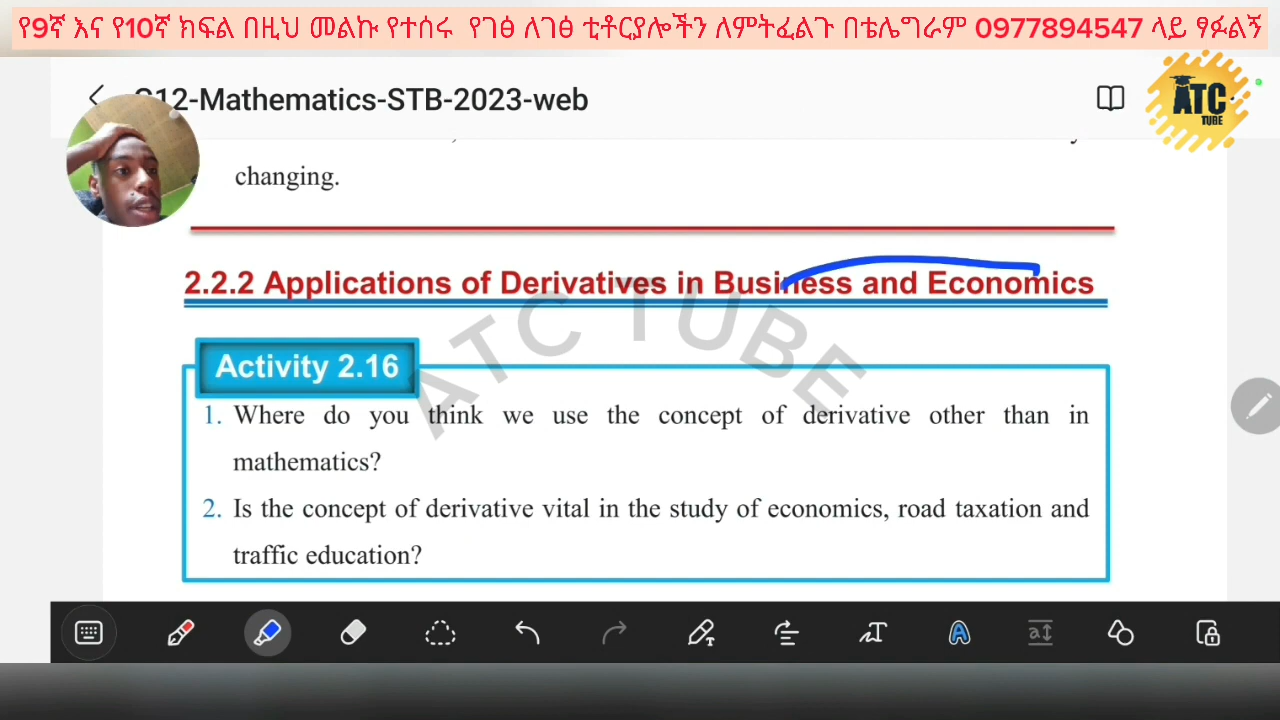 የ9ኛ እና የ10ኛ ክፍል በዚህ መልኩ የተሰሩ የገፅ ለገፅ ቲቶርያሎችን ለምትፈልጉ በቴሌግራም 0977894547 ላይ ፃፉልኝ
12-Mathematics-STB-2023-web
ATC
TUBE
changing.
2.2.2 Applications of Derivatives in Business and Economics
ATC TUBE
Activity 2.16
1. Where do you think we use the concept of derivative other than in
mathematics?
2. Is the concept of derivative vital in the study of economics, road taxation and
traffic education?